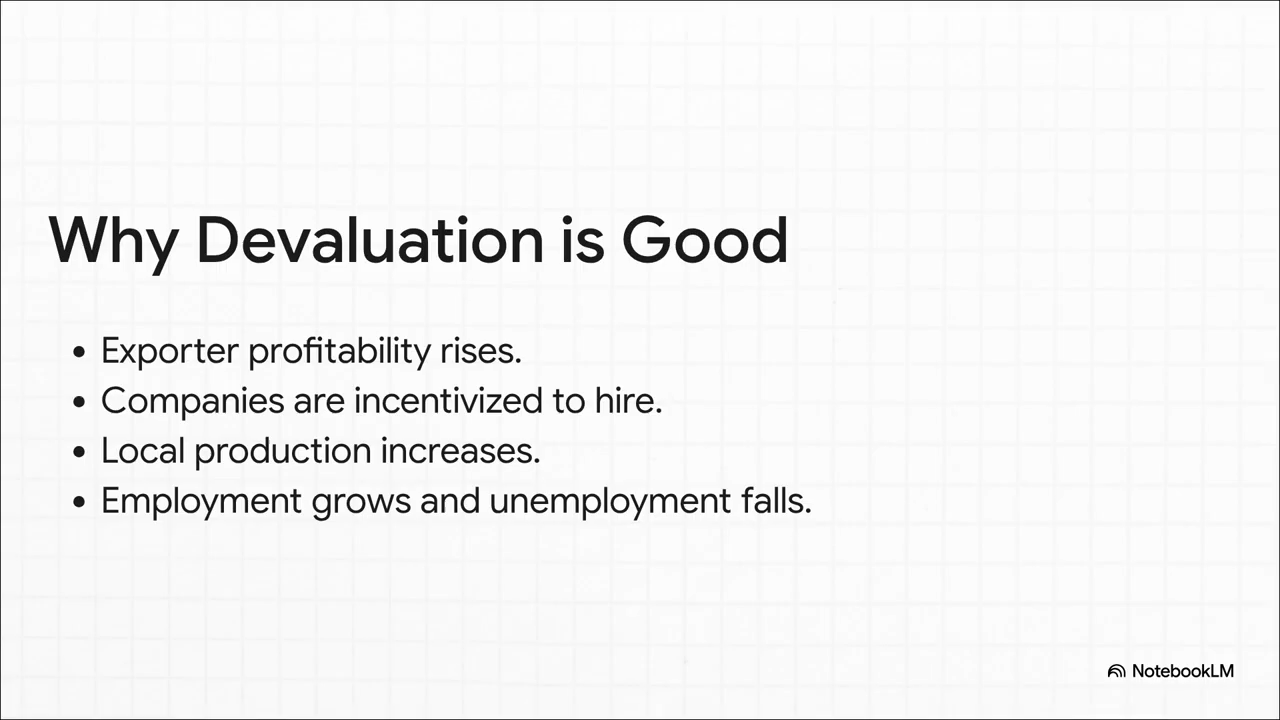 Why Devaluation is Good
• Exporter profitability rises.
• Companies are incentivized to hire.
• Local production increases.
• Employment grows and unemployment falls.
NotebookLM